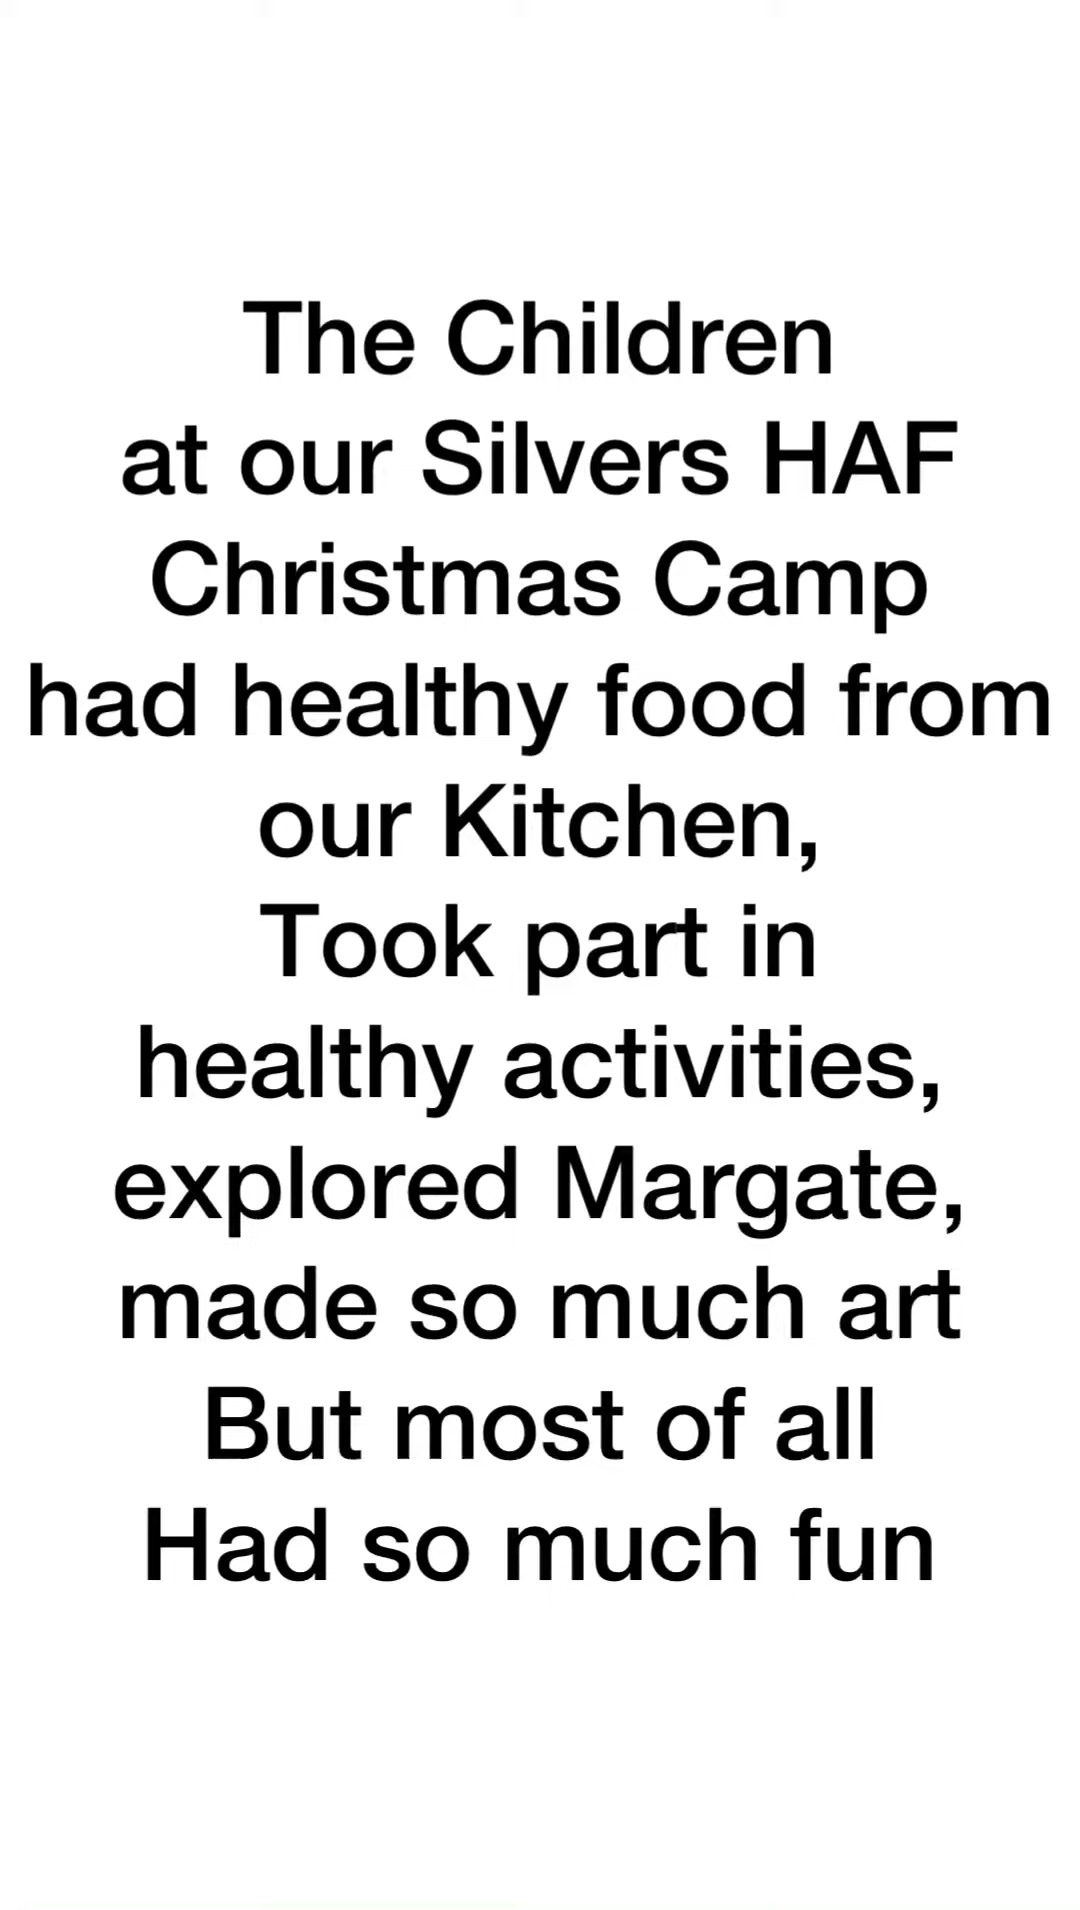 The Children
at our Silvers HAF
Christmas Camp
had healthy food from
our Kitchen,
Took part in
healthy activities,
explored Margate,
made so much art
But most of all
Had so much fun